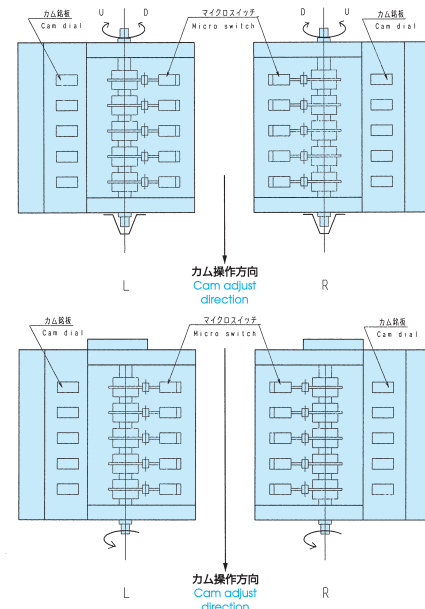 カム銘板
Cam dial
U D
マイクロスイッチ
Micro switch
D U
カム銘板
Cam dial
L
カム操作方向
Cam adjust
direction
R
カム銘板
Cam dial
マイクロスイッチ
Micro switch
カム銘板
Cam dial
L
カム操作方向
Cam adjust
direction
R